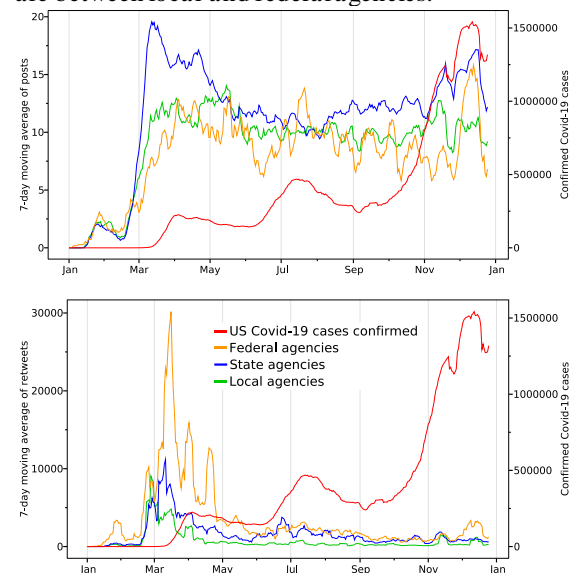 are between local and federal agencies.
15
10
5
0
7-day moving average of posts
1500000
1000000
500000
0
Confirmed Covid-19 cases
Jan Mar May Jul Sep Nov Jan
30000
20000
10000
0
7-day moving average of retweets
US Covid-19 cases confirmed
Federal agencies
State agencies
Local agencies
1500000
1000000
500000
0
Confirmed Covid-19 cases
Jan Mar May Jul Sep Nov Jan